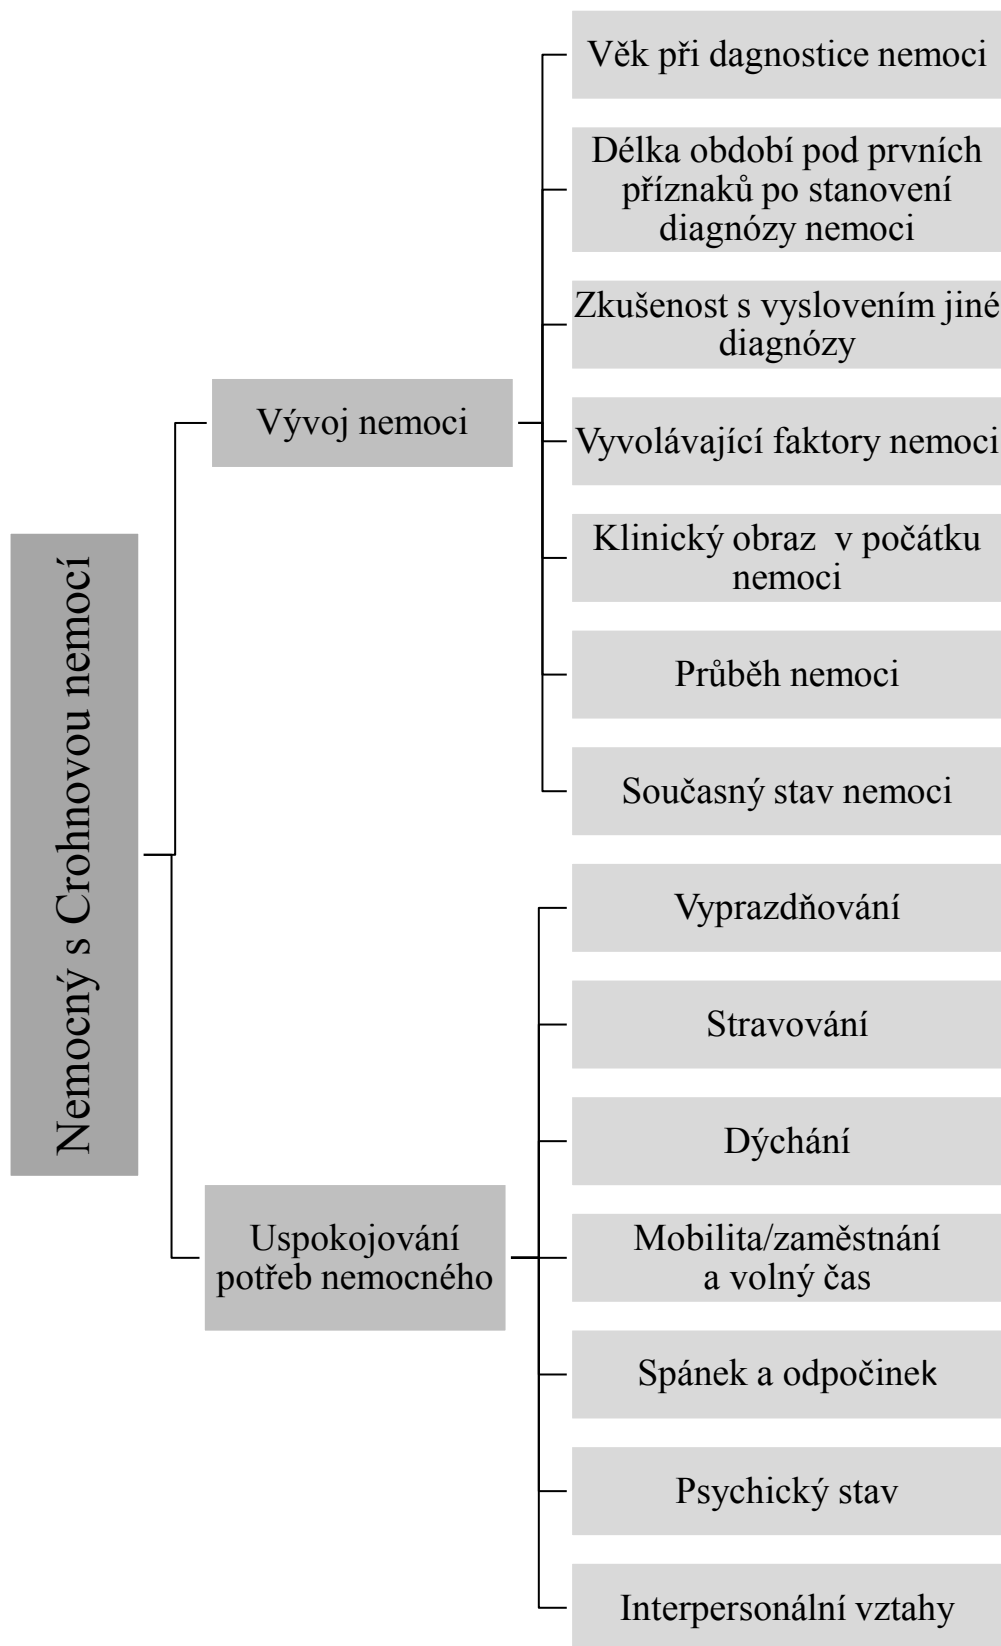 Nemocný s Crohnovou nemocí
Vývoj nemoci
Věk při dagnostice nemoci
Délka období pod prvních
příznaků po stanovení
diagnózy nemoci
Zkušenost s vyslovením jiné
diagnózy
Vyvolávající faktory nemoci
Klinický obraz  v počátku
nemoci
Průběh nemoci
Současný stav nemoci
Uspokojování
potřeb nemocného
Vyprazdňování
Stravování
Dýchání
Mobilita/zaměstnání
a volný čas
Spánek a odpočinek
Psychický stav
Interpersonální vztahy